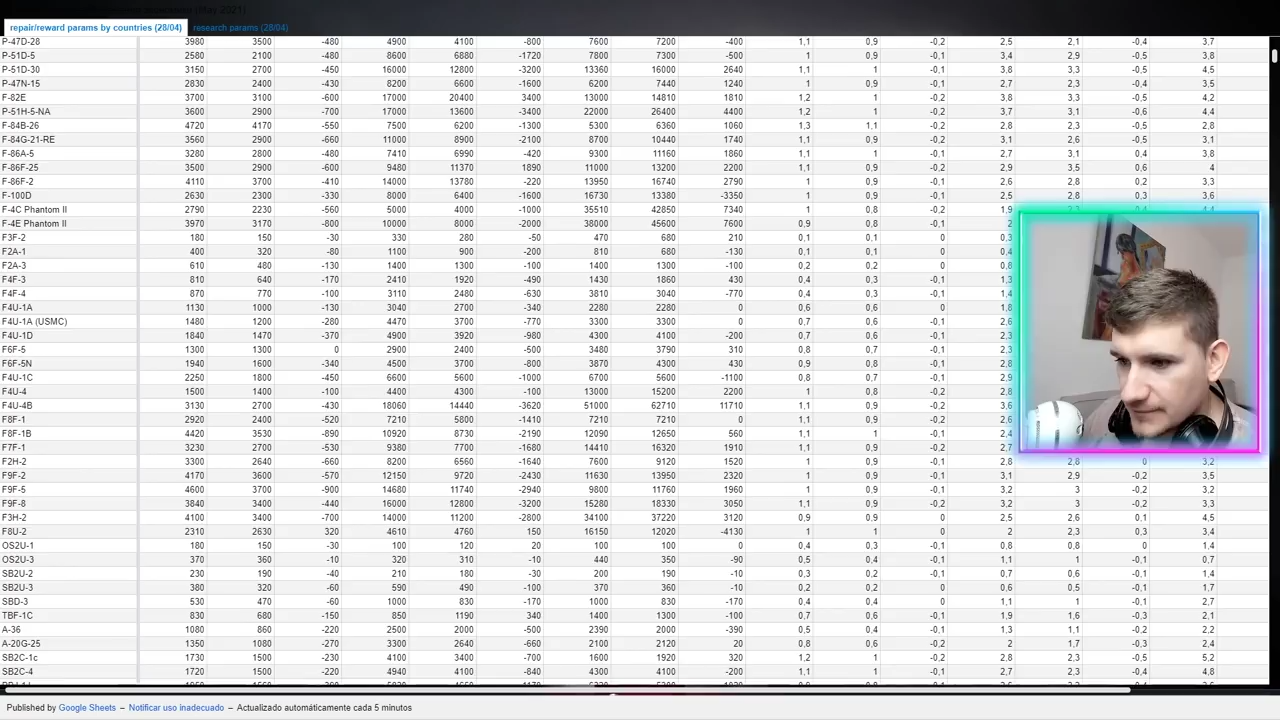 (May 2021)
repair/reward params by countries (28/04) research params (28/04)
P-47D-28 3980 3500 -480 4900 4100 -800 7600 7200 -400 1,1 0,9 -0,2 2,5 2,1 -0,4 3,7
P-51D-5 2580 2100 -480 8600 6880 -1720 7800 7300 -500 1 0,9 -0,1 3,4 2,9 -0,5 3,8
P-51D-30 3150 2700 -450 16000 12800 -3200 13360 16000 2640 1,1 1 -0,1 3,8 3,3 -0,5 4,5
P-47N-15 2830 2400 -430 8200 6600 -1600 6200 7440 1240 1 0,9 -0,1 2,7 2,3 -0,4 3,5
F-82E 3700 3100 -600 17000 20400 3400 13000 14810 1810 1,2 1 -0,2 3,8 3,3 -0,5 4,2
P-51H-5-NA 3600 2900 -700 17000 13600 -3400 22000 26400 4400 1,2 1 -0,2 3,7 3,1 -0,6 4,4
F-84B-26 4720 4170 -550 7500 6200 -1300 5300 6360 1060 1,3 1,1 -0,2 2,8 2,3 -0,5 2,8
F-84G-21-RE 3560 2900 -660 11000 8900 -2100 8700 10440 1740 1,1 0,9 -0,2 3,1 2,6 -0,5 3,1
F-86A-5 3280 2800 -480 7410 6990 -420 9300 11160 1860 1,1 1 -0,1 2,7 3,1 0,4 3,8
F-86F-25 3500 2900 -600 9480 11370 1890 11000 13200 2200 1,1 0,9 -0,2 2,9 3,5 0,6 4
F-86F-2 4110 3700 -410 14000 13780 -220 13950 16740 2790 1 0,9 -0,1 2,6 2,8 0,2 3,3
F-100D 2630 2300 -330 8000 6400 -1600 16730 13380 -3350 1 0,9 -0,1 2,5 2,8 0,3 3,6
F-4C Phantom II 2790 2230 -560 5000 4000 -1000 35510 42850 7340 1 0,8 -0,2 1,9
F-4E Phantom II 3970 3170 -800 10000 8000 -2000 38000 45600 7600 0,9 0,8 -0,1 2
F3F-2 180 150 -30 330 280 -50 470 680 210 0,1 0,1 0 0,3
F2A-1 400 320 -80 1100 900 -200 810 680 -130 0,1 0,1 0 0,4
F2A-3 610 480 -130 1400 1300 -100 1400 1300 -100 0,2 0,2 0 0,8
F4F-3 810 640 -170 2410 1920 -490 1430 1860 430 0,4 0,3 -0,1 1,3
F4F-4 870 770 -100 3110 2480 -630 3810 3040 -770 0,4 0,3 -0,1 1,4
F4U-1A 1130 1000 -130 3040 2700 -340 2280 2280 0 0,6 0,6 0 1,8
F4U-1A (USMC) 1480 1200 -280 4470 3700 -770 3300 3300 0 0,7 0,6 -0,1 2,6
F4U-1D 1840 1470 -370 4900 3920 -980 4300 4100 -200 0,7 0,6 -0,1 2,3
F6F-5 1300 1300 0 2900 2400 -500 3480 3790 310 0,8 0,7 -0,1 2,3
F6F-5N 1940 1600 -340 4500 3700 -800 3870 4300 430 0,9 0,8 -0,1 2,8
F4U-1C 2250 1800 -450 6600 5600 -1000 6700 5600 -1100 0,8 0,7 -0,1 2,9
F4U-4 1500 1400 -100 4400 4300 -100 13000 15200 2200 1 0,8 -0,2 2,8
F4U-4B 3130 2700 -430 18060 14440 -3620 51000 62710 11710 1,1 0,9 -0,2 3,6
F8F-1 2920 2400 -520 7210 5800 -1410 7210 7210 0 1,1 0,9 -0,2 2,6
F8F-1B 4420 3530 -890 10920 8730 -2190 12090 12650 560 1,1 1 -0,1 2,4
F7F-1 3230 2700 -530 9380 7700 -1680 14410 16320 1910 1,1 0,9 -0,2 2,7
F2H-2 3300 2640 -660 8200 6560 -1640 7600 9120 1520 1 0,9 -0,1 2,8 2,8 0 3,2
F9F-2 4170 3600 -570 12150 9720 -2430 11630 13950 2320 1 0,9 -0,1 3,1 2,9 -0,2 3,5
F9F-5 4600 3700 -900 14680 11740 -2940 9800 11760 1960 1 0,9 -0,1 3,2 3 -0,2 3,2
F9F-8 3840 3400 -440 16000 12800 -3200 15280 18330 3050 1,1 0,9 -0,2 3,2 3 -0,2 3,3
F3H-2 4100 3400 -700 14000 11200 -2800 34100 37220 3120 0,9 0,9 0 2,5 2,6 0,1 4,5
F8U-2 2310 2630 320 4610 4760 150 16150 12020 -4130 1 1 0 2 2,3 0,3 3,4
OS2U-1 180 150 -30 100 120 20 100 100 0 0,4 0,3 -0,1 0,8 0,8 0 1,4
OS2U-3 370 360 -10 320 310 -10 440 350 -90 0,5 0,4 -0,1 1,1 1 -0,1 0,7
SB2U-2 230 190 -40 210 180 -30 200 190 -10 0,3 0,2 -0,1 0,7 0,6 -0,1 1,4
SB2U-3 380 320 -60 590 490 -100 370 360 -10 0,2 0,2 0 0,6 0,5 -0,1 1,7
SBD-3 530 470 -60 1000 830 -170 1000 830 -170 0,4 0,4 0 1,1 1 -0,1 2,7
TBF-1C 830 680 -150 850 1190 340 1400 1300 -100 0,7 0,6 -0,1 1,9 1,6 -0,3 2,1
A-36 1080 860 -220 2500 2000 -500 2390 2000 -390 0,5 0,4 -0,1 1,3 1,1 -0,2 2,2
A-20G-25 1350 1080 -270 3300 2640 -660 2100 2120 20 0,8 0,6 -0,2 2 1,7 -0,3 2,4
SB2C-1c 1730 1500 -230 4100 3400 -700 1600 1920 320 1,2 1 -0,2 2,8 2,3 -0,5 5,2
SB2C-4 1720 1500 -220 4940 4100 -840 4300 4100 -200 1,1 1 -0,1 2,7 2,3 -0,4 4,8
Published by Google Sheets – Notificar uso inadecuado – Actualizado automáticamente cada 5 minutos